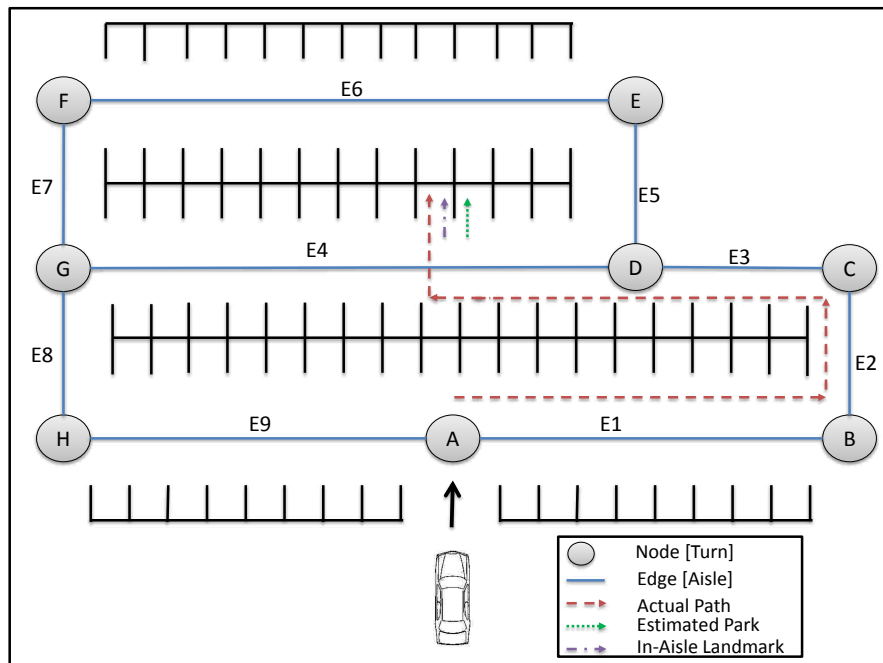 E6
F
E
E7
E5
E4
E3
G
D
C
E8
E2
E9
E1
H
A
B
Node [Turn]
Edge [Aisle]
Actual Path
Estimated Park
In-Aisle Landmark